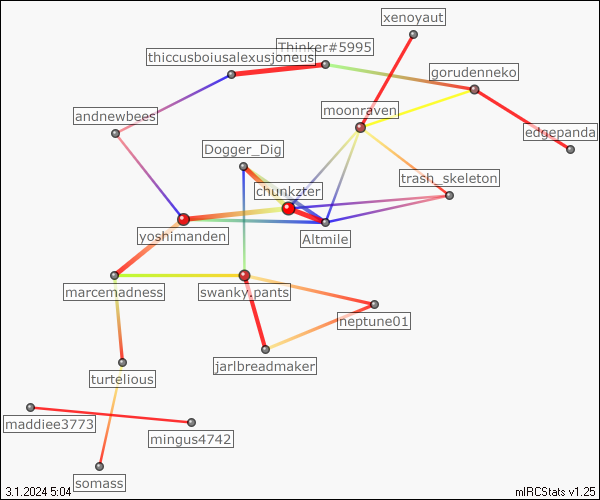 xenoyaut
Thinker#5995
thiccusboiusalexusjoneus
gorudenneko
moonraven
andnewbees
edgepanda
Dogger_Dig
trash_skeleton
chunkzter
yoshimanden
Altmile
marcemadness
swanky.pants
neptune01
jarlbreadmaker
turtelious
maddiee3773
mingus4742
somass
3.1.2024 5:04
mIRCStats v1.25